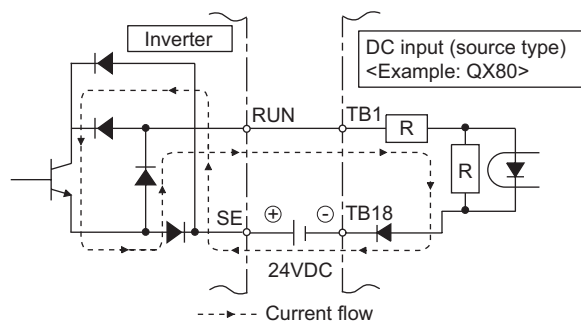 Inverter
DC input (source type)
<Example: QX80>
RUN
TB1
R
R
SE
+
-
TB18
24VDC
Current flow